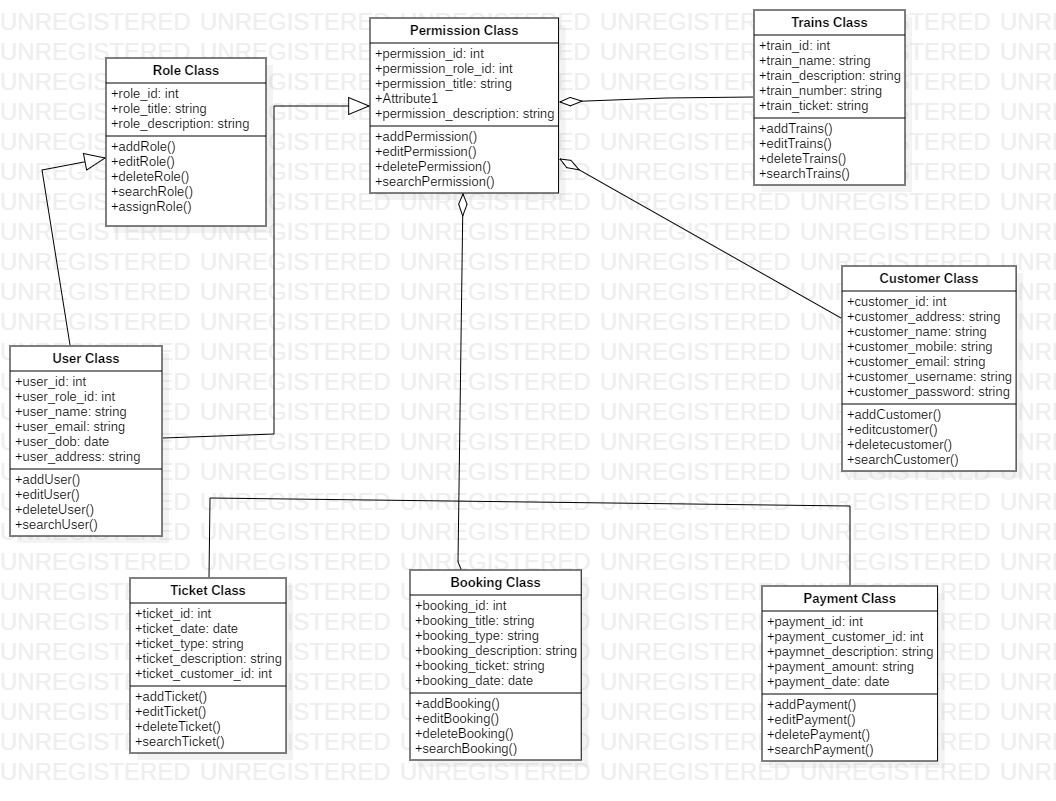 Permission Class
+permission_id: int
+permission_role_id: int
+permission_title: string
+Attribute1
+permission_description: string
+addPermission()
+editPermission()
+deletePermission()
+searchPermission()
Trains Class
+train_id: int
+train_name: string
+train_description: string
+train_number: string
+train_ticket: string
+addTrains()
+editTrains()
+deleteTrains()
+searchTrains()
Role Class
+role_id: int
+role_title: string
+role_description: string
+addRole()
+editRole()
+deleteRole()
+searchRole()
+assignRole()
Customer Class
+customer_id: int
+customer_address: string
+customer_name: string
+customer_mobile: string
+customer_email: string
+customer_username: string
+customer_password: string
+addCustomer()
+editcustomer()
+deletecustomer()
+searchCustomer()
User Class
+user_id: int
+user_role_id: int
+user_name: string
+user_email: string
+user_dob: date
+user_address: string
+addUser()
+editUser()
+deleteUser()
+searchUser()
Ticket Class
+ticket_id: int
+ticket_date: date
+ticket_type: string
+ticket_description: string
+ticket_customer_id: int
+addTicket()
+editTicket()
+deleteTicket()
+searchTicket()
Booking Class
+booking_id: int
+booking_title: string
+booking_type: string
+booking_description: string
+booking_ticket: string
+booking_date: date
+addBooking()
+editBooking()
+deleteBooking()
+searchBooking()
Payment Class
+payment_id: int
+payment_customer_id: int
+paymnet_description: string
+payment_amount: string
+payment_date: date
+addPayment()
+editPayment()
+deletePayment()
+searchPayment()
UNREGISTERED